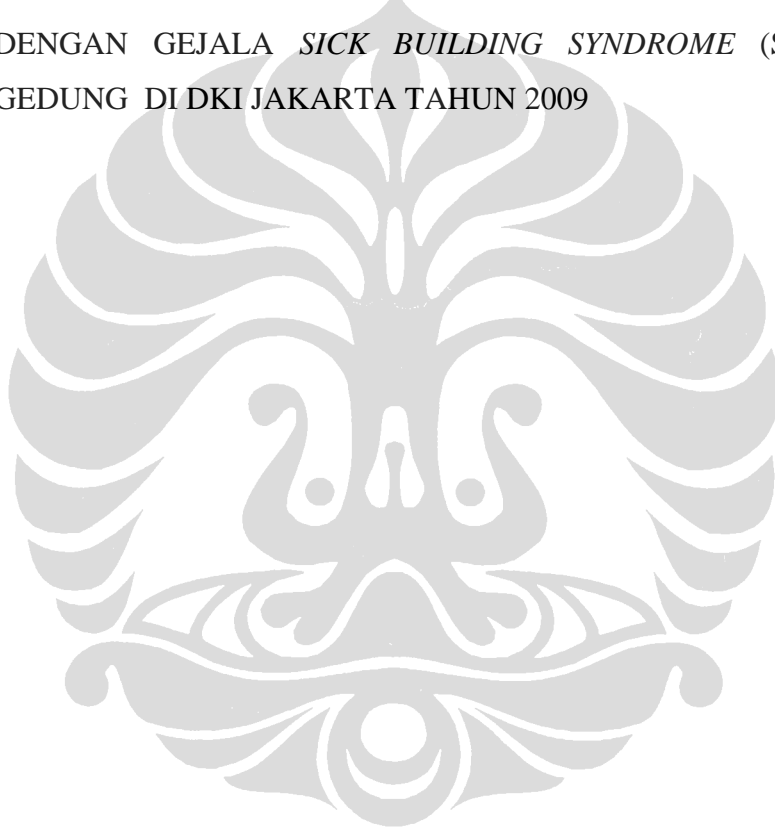 DENGAN GEJALA SICK BUILDING SYNDROME (S
GEDUNG DI DKI JAKARTA TAHUN 2009